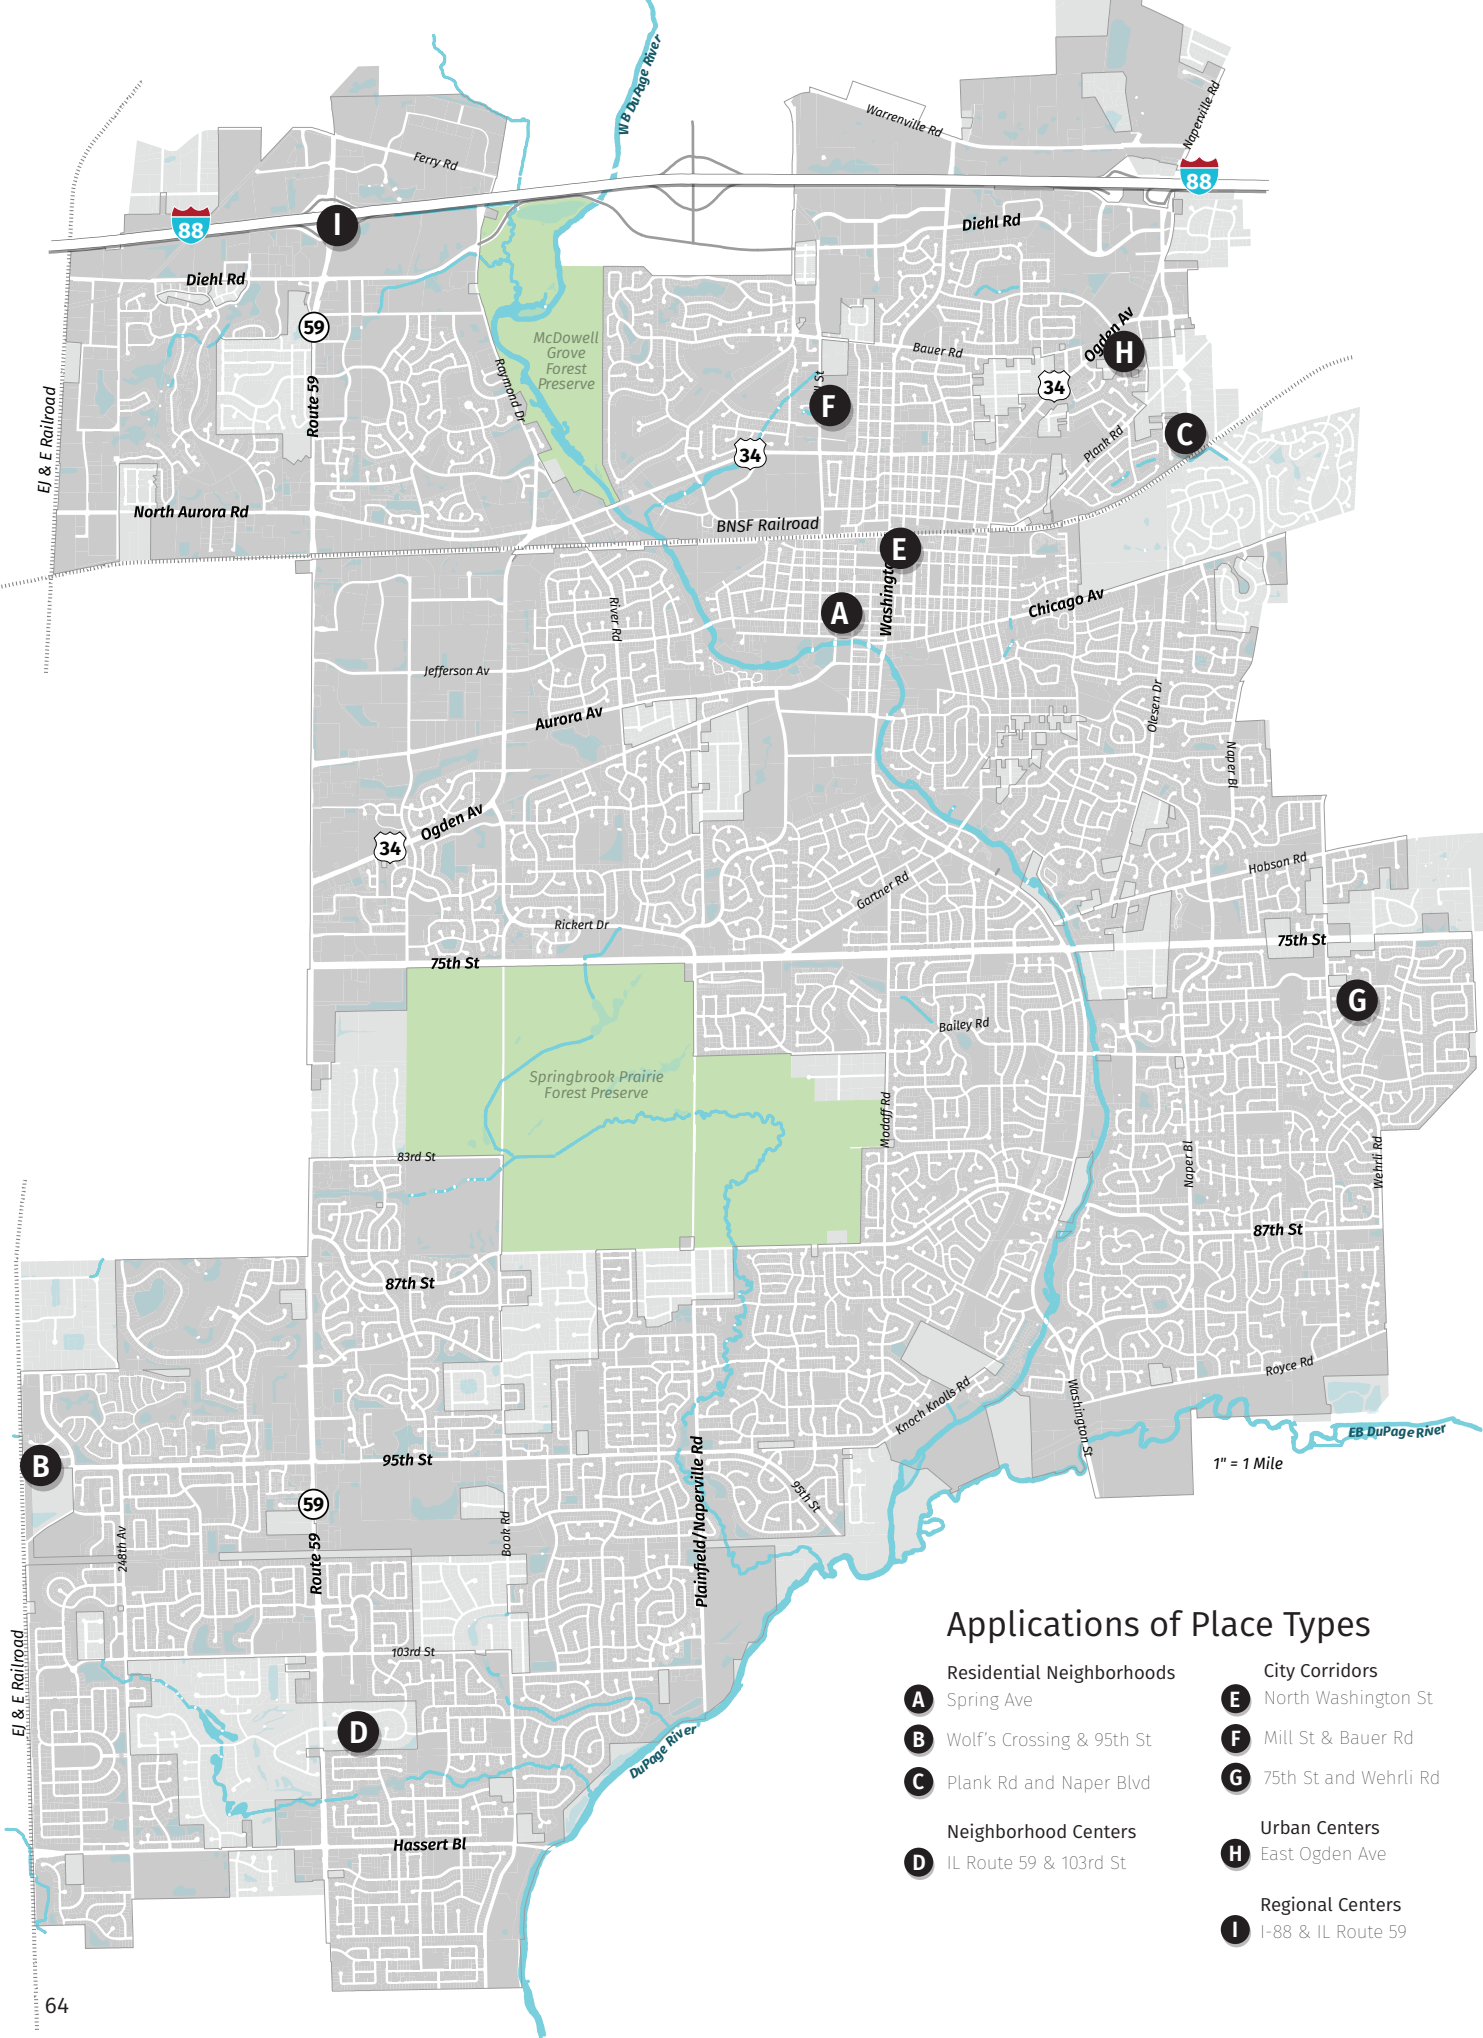 W B DuPage River
Naperville Rd
Warrenville Rd
Ferry Rd
88
88
I
Diehl Rd
Diehl Rd
59
McDowell
Grove
Forest
Preserve
Ogden Av
H
Bauer Rd
34
Raymond Dr
Route 59
St
F
C
Plank Rd
34
EJ & E Railroad
North Aurora Rd
BNSF Railroad
E
Washingto
A
Chicago Av
River Rd
Jefferson Av
Olesen Dr
Aurora Av
Naper Bl
Ogden Av
34
Hobson Rd
Gartner Rd
Rickert Dr
75th St
75th St
G
Bailey Rd
Springbrook Prairie
Forest Preserve
Modaff Rd
83rd St
Naper Bl
Wehrli Rd
87th St
87th St
Royce Rd
Knoch Knolls Rd
Washington St
EB DuPage River
95th St
B
1" = 1 Mile
Plainfield/Naperville Rd
95th St
59
Book Rd
248th Av
Route 59
103rd St
EJ & E Railroad
D
DuPage River
Hassert Bl
Applications of Place Types
Residential Neighborhoods
A Spring Ave
B Wolf's Crossing & 95th St
C Plank Rd and Naper Blvd
Neighborhood Centers
D IL Route 59 & 103rd St
City Corridors
E North Washington St
F Mill St & Bauer Rd
G 75th St and Wehrli Rd
Urban Centers
H East Ogden Ave
Regional Centers
I I-88 & IL Route 59
64